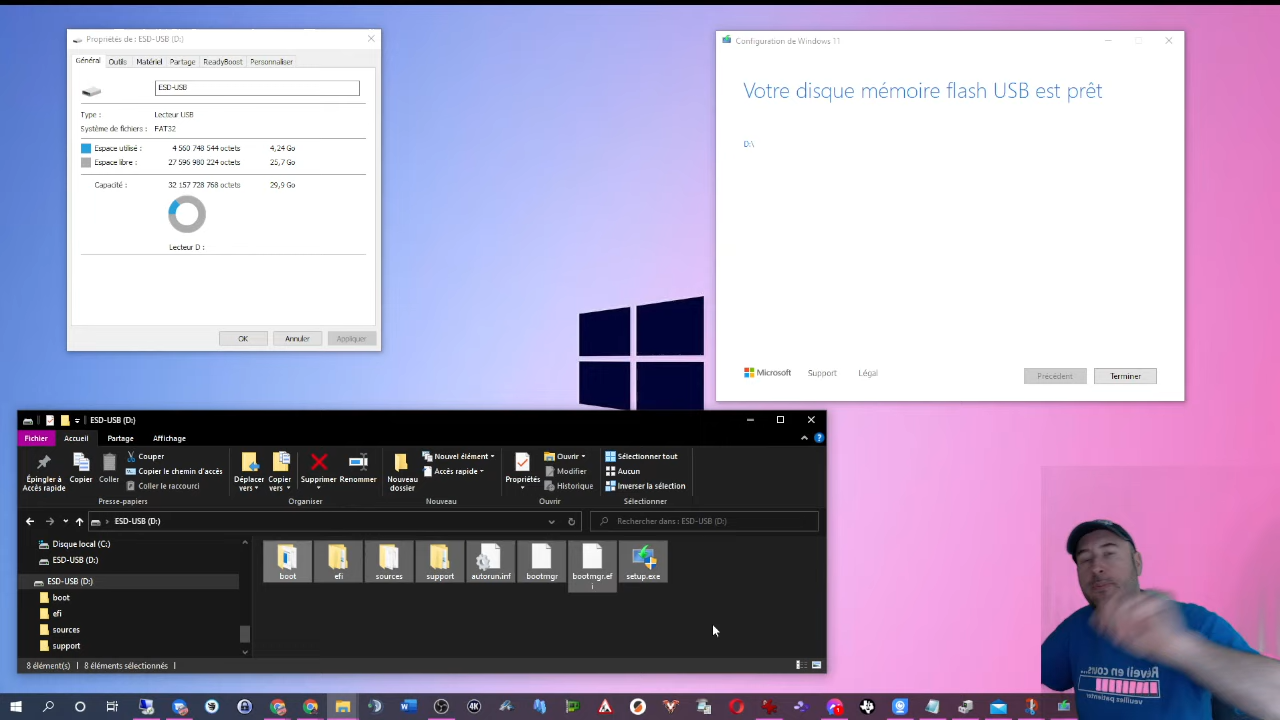 Propriétés de : ESD-USB (D:)
Général
Outils
Matériel
Partage
ReadyBoost
Personnaliser
ESD-USB
Type :
Lecteur USB
Système de fichiers :
FAT32
Espace utilisé :
4 560 748 544 octets
4,24 Go
Espace libre :
27 596 980 224 octets
25,7 Go
Capacité :
32 157 728 768 octets
29,9 Go
Lecteur D :
OK
Annuler
Appliquer
Configuration de Windows 11
Votre disque mémoire flash USB est prêt
D:\
Microsoft
Support
Légal
Précédent
Terminer
ESD-USB (D:)
Fichier
Accueil
Partage
Affichage
Épingler à
Accès rapide
Copier
Coller
Couper
Copier le chemin d'accès
Coller le raccourci
Presse-papiers
Déplacer
vers
Copier
vers
Supprimer
Renommer
Organiser
Nouveau
dossier
Nouvel élément
Accès rapide
Nouveau
Propriétés
Ouvrir
Modifier
Historique
Ouvrir
Sélectionner tout
Aucun
Inverser la sélection
Sélectionner
ESD-USB (D:)
Rechercher dans : ESD-USB (D:)
Disque local (C:)
ESD-USB (D:)
ESD-USB (D:)
boot
efi
sources
support
boot
efi
sources
support
autorun.inf
bootmgr
bootmgr.ef
i
setup.exe
8 élément(s)
8 éléments sélectionnés
Réveil en cours...
veuillez patienter
4K